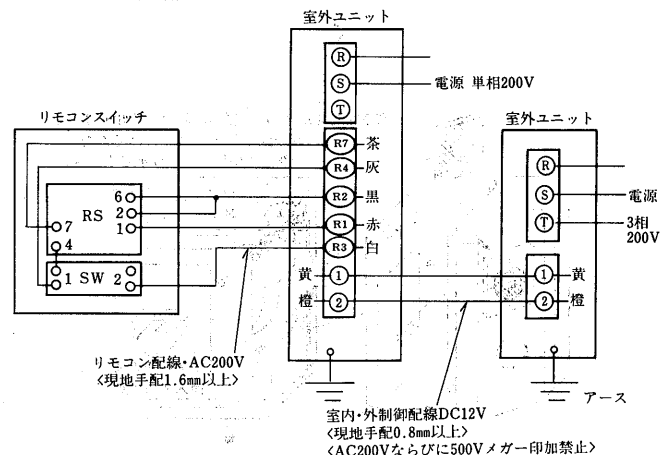 室外ユニット
R
S
電源 単相200V
T
リモコンスイッチ
室外ユニット
R7
茶
R4
灰
R
6
R2
黒
S
電源
RS
2
7
1
R1
赤
T
3相
200V
4
R3
白
1 SW 2
黄
1
1
黄
橙
2
2
橙
リモコン配線・AC200V
〈現地手配1.6mm以上〉
アース
室内・外制御配線DC12V
〈現地手配0.8mm以上〉
〈AC200Vならびに500Vメガー印加禁止〉